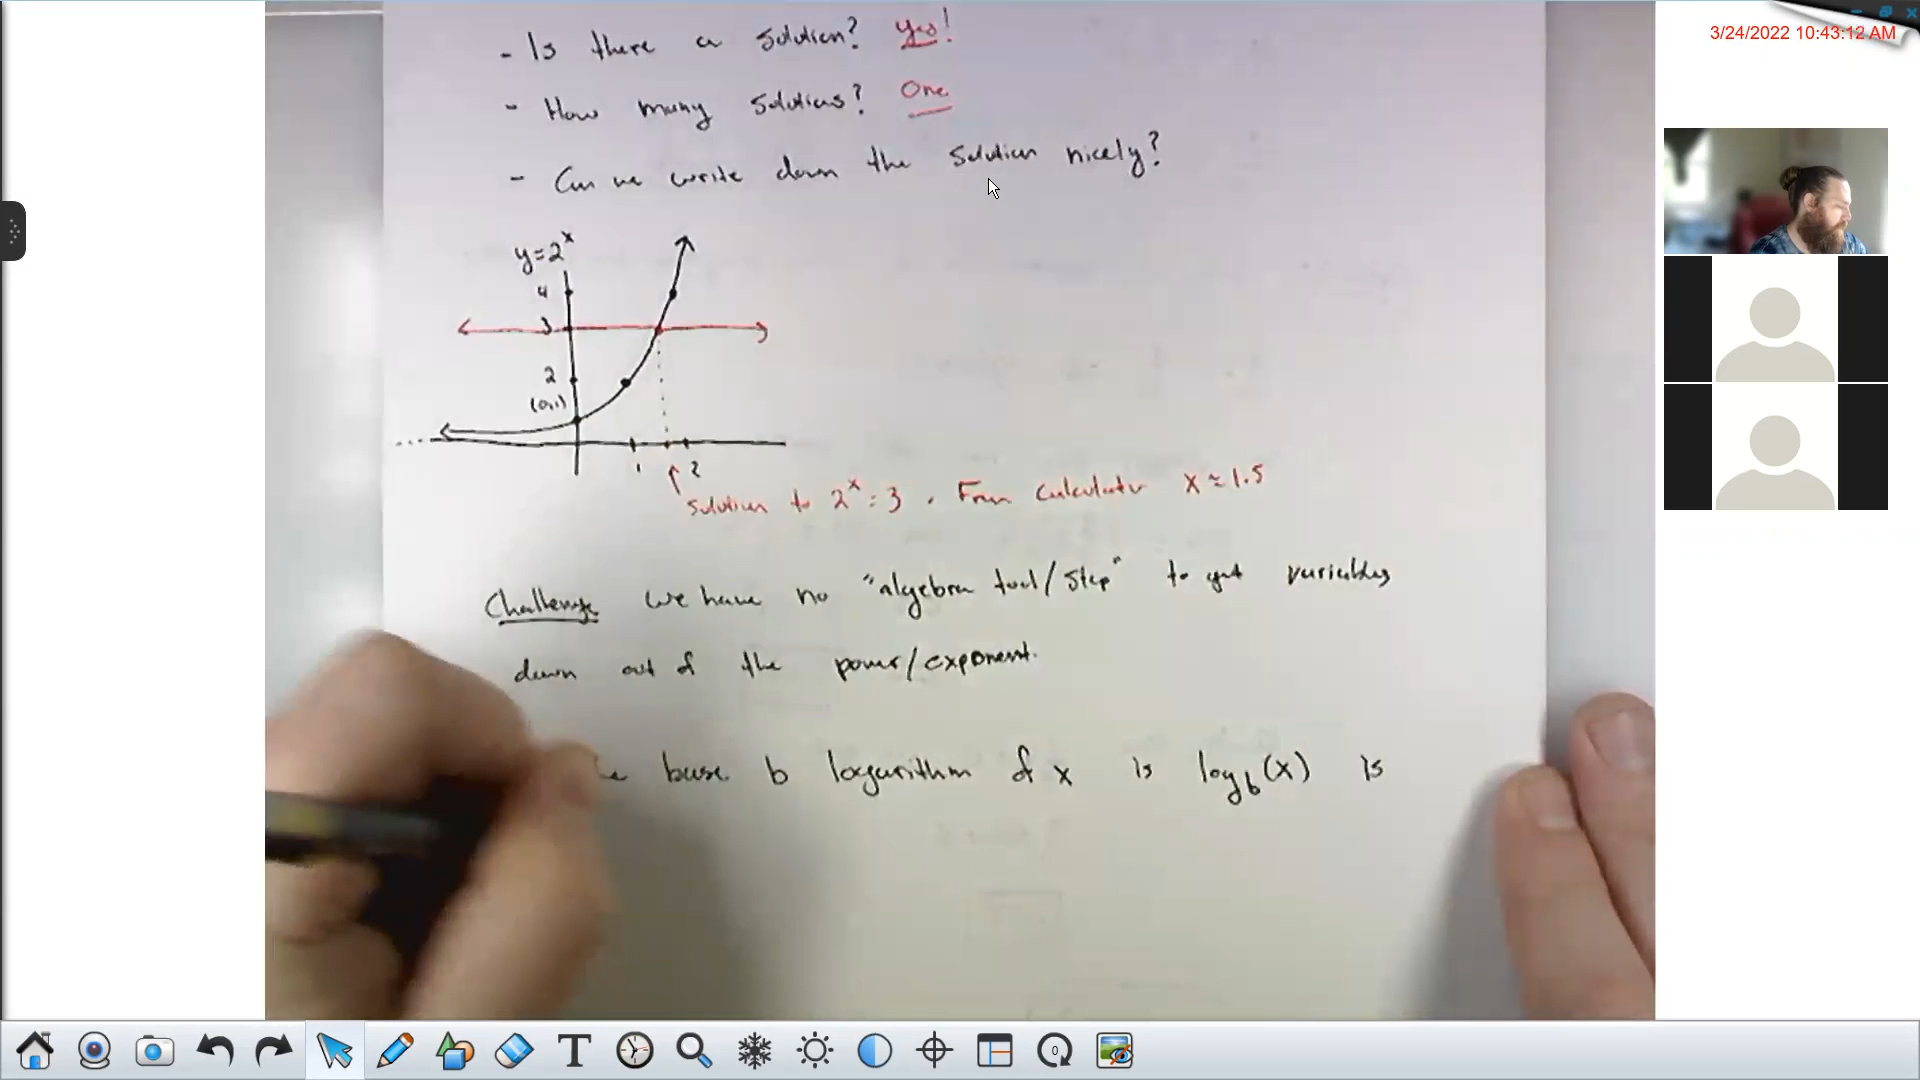 3/24/2022 10:43:12 AM
- Is there a solution? Yes!
- How many solutions? One
- Can we write down the solution nicely?
y=2^x
4
3
2
(0,1)
1 2
Solution to 2^x = 3. From calculator x ≈ 1.5
Challenge We have no "algebra tool/step" to get variables
down out of the power/exponent.
base b logarithm of x is log_b(x) is
T
0